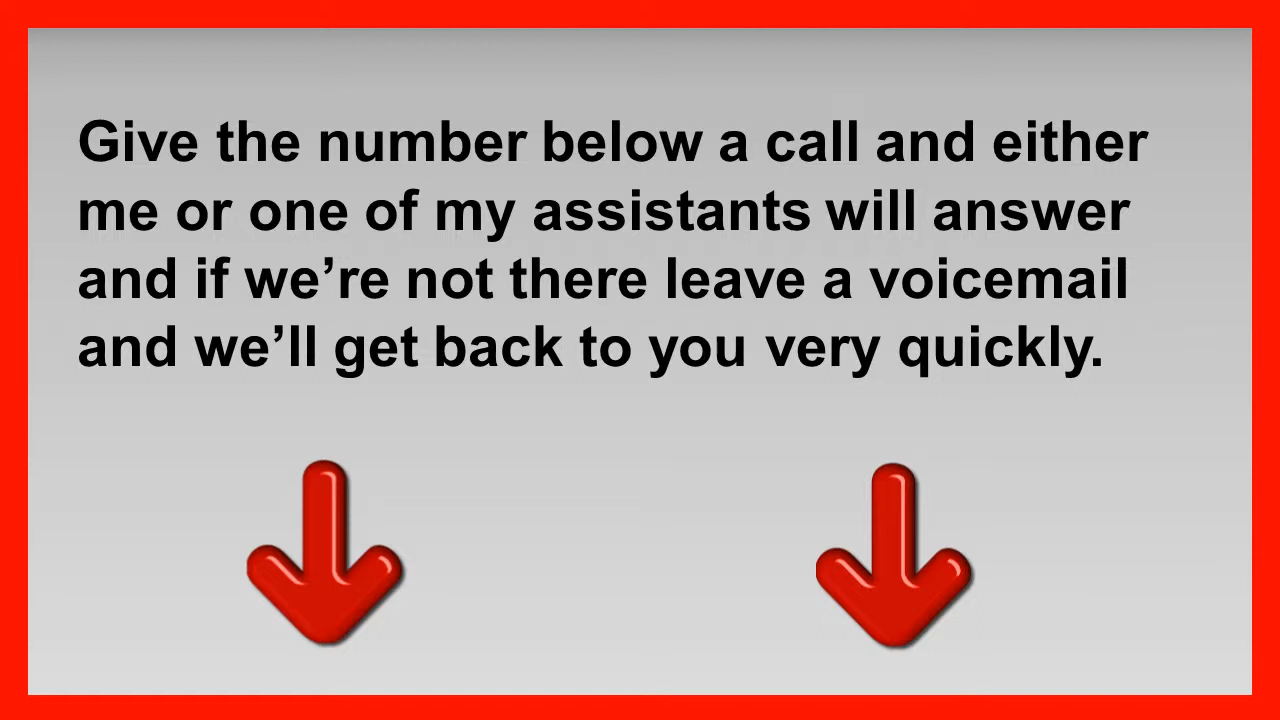 Give the number below a call and either
me or one of my assistants will answer
and if we’re not there leave a voicemail
and we’ll get back to you very quickly.